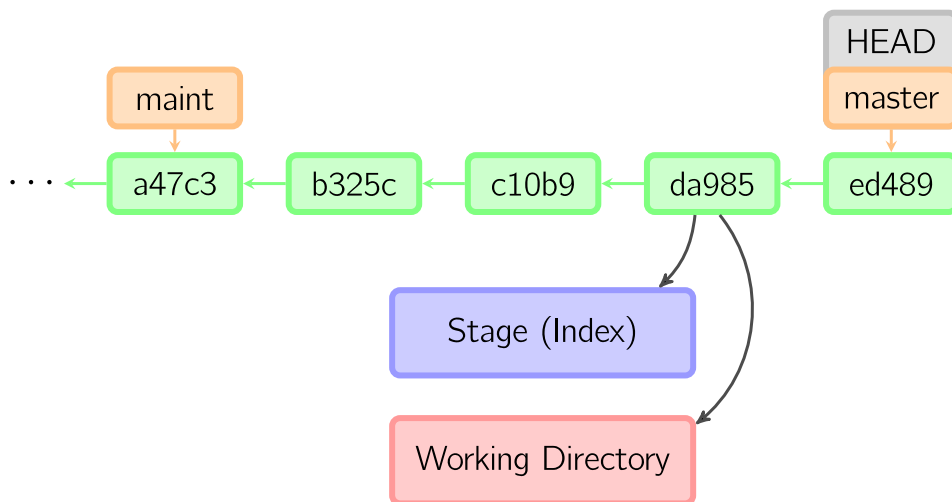 HEAD
maint
master
...
a47c3
b325c
c10b9
da985
ed489
Stage (Index)
Working Directory